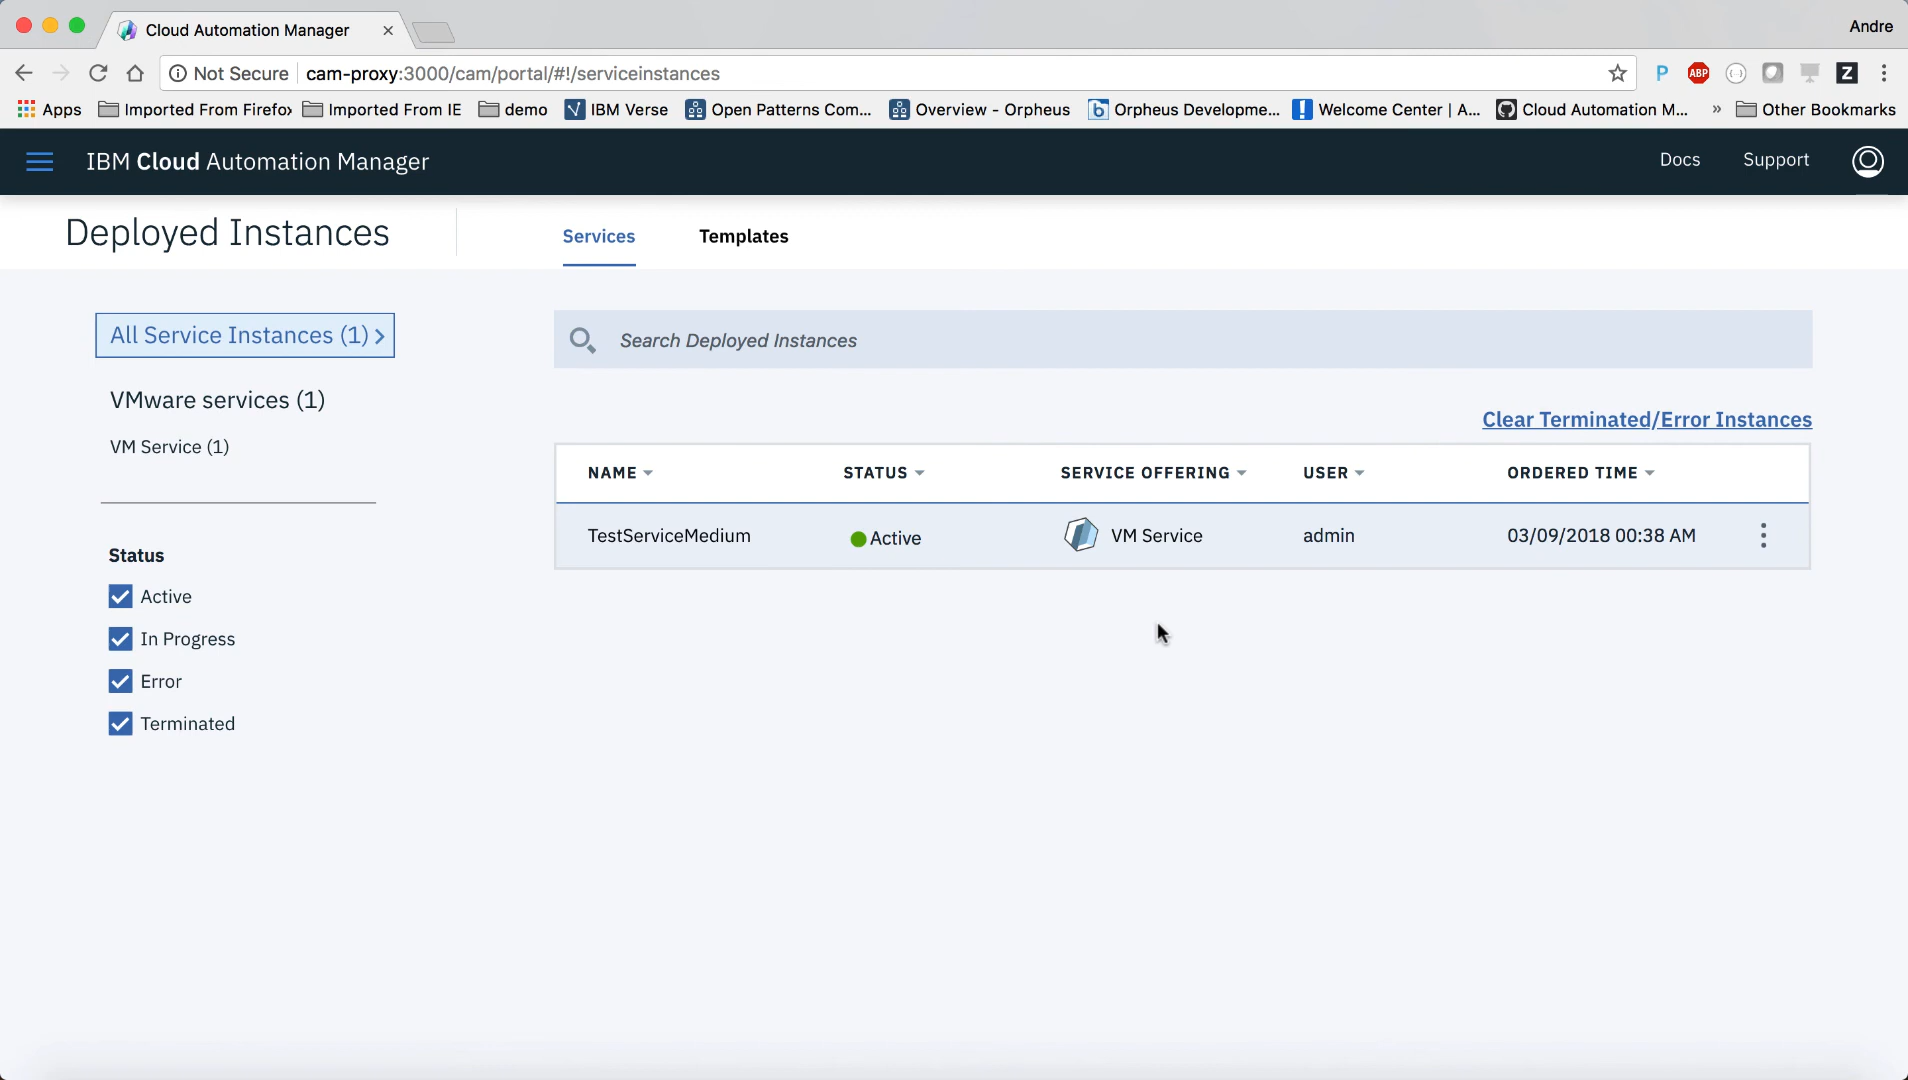 Cloud Automation Manager
Andre
Not Secure cam-proxy:3000/cam/portal/#!/serviceinstances
P ABP Z
Apps Imported From Firefo Imported From IE demo IBM Verse Open Patterns Com... Overview - Orpheus Orpheus Developme... Welcome Center | A... Cloud Automation M... » Other Bookmarks
IBM Cloud Automation Manager Docs Support
Deployed Instances Services Templates
All Service Instances (1)
Search Deployed Instances
VMware services (1)
Clear Terminated/Error Instances
VM Service (1)
NAME STATUS SERVICE OFFERING USER ORDERED TIME
TestServiceMedium Active VM Service admin 03/09/2018 00:38 AM
Status
Active
In Progress
Error
Terminated